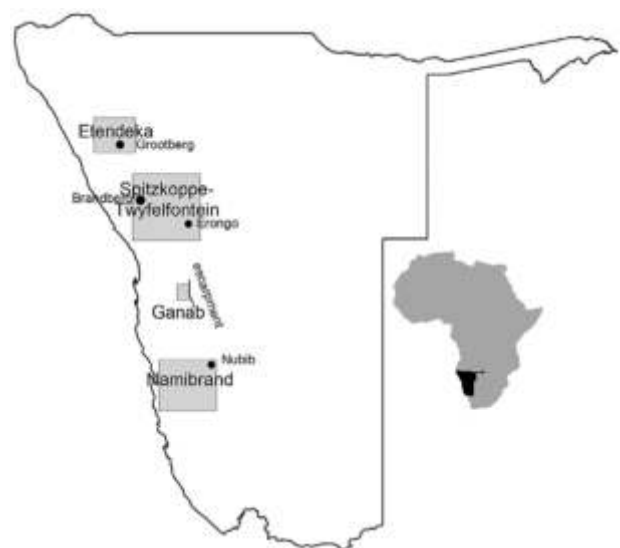 Etendeka
Grootberg
Spitzkoppe-
Brandberg
Twyfelfontein
Erongo
escarpment
Ganab
Nubib
Namibrand